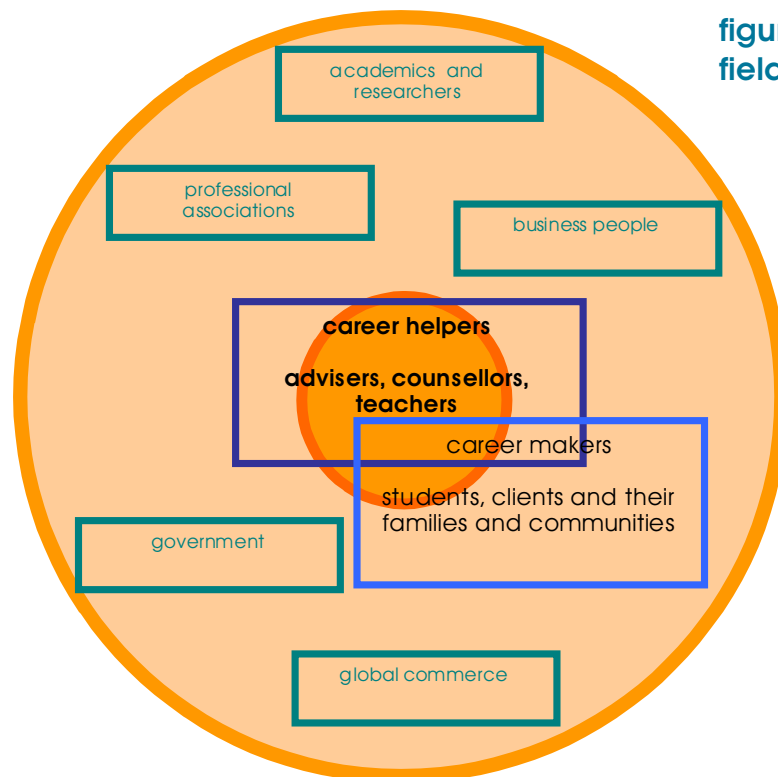 academics and
researchers
professional
associations
business people
career helpers
advisers, counsellors,
teachers
career makers
students, clients and their
families and communities
government
global commerce